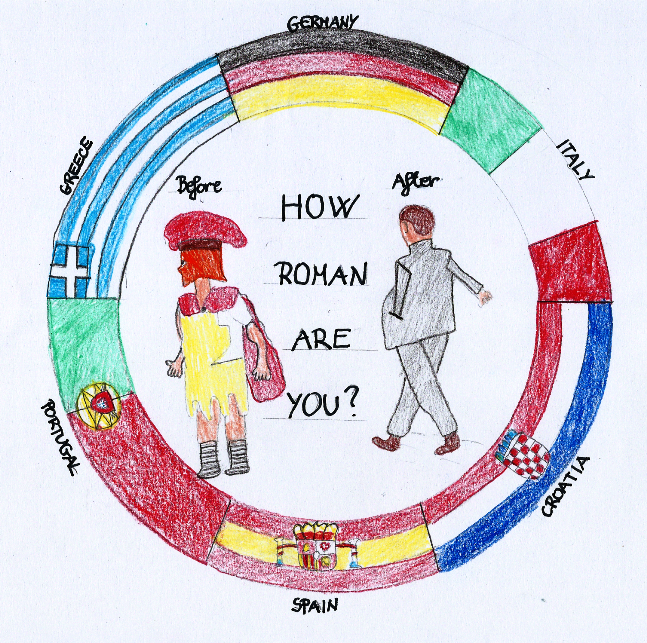 GERMANY
GREECE
ITALY
Before
After
HOW
ROMAN
ARE
YOU?
PORTUGAL
CROATIA
SPAIN